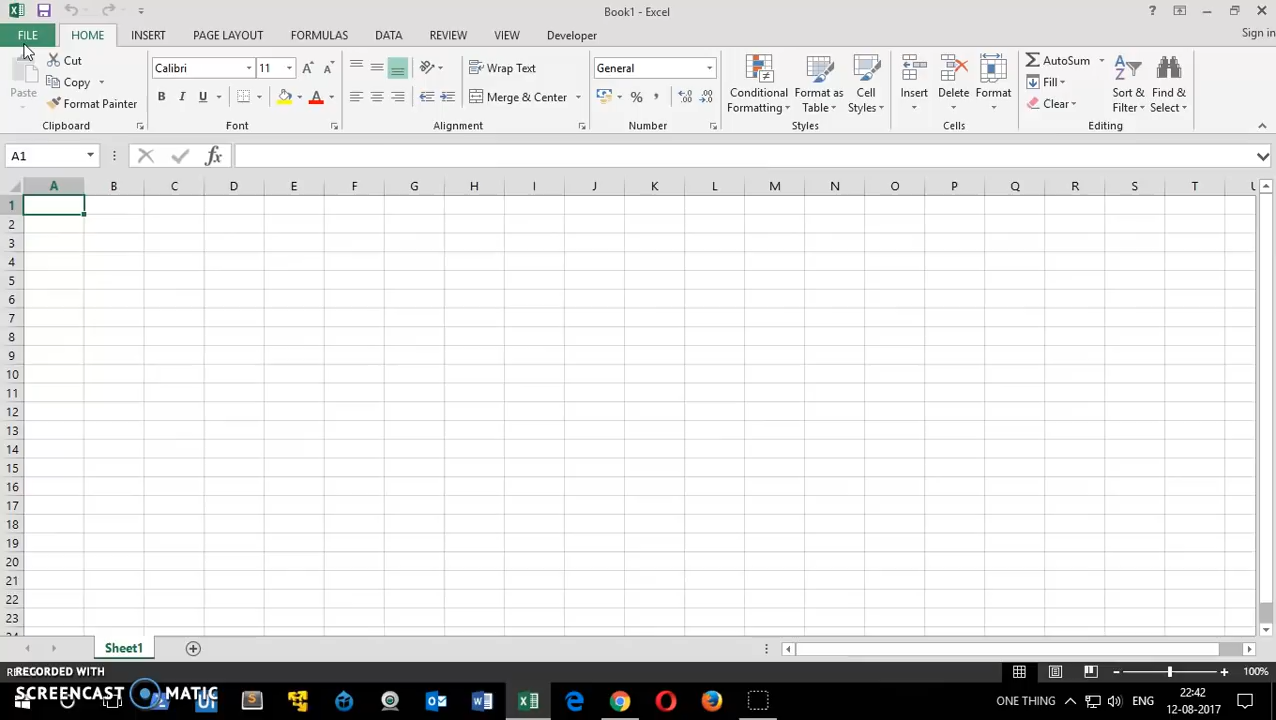 Book1 - Excel
FILE HOME INSERT PAGE LAYOUT FORMULAS DATA REVIEW VIEW Developer Sign in
Cut
Copy
Format Painter
Paste
Clipboard
Calibri 11
B I U A
Font
Wrap Text
Merge & Center
Alignment
General
%
Number
Conditional Formatting
Format as Table
Cell Styles
Styles
Insert Delete Format
Cells
AutoSum
Fill
Clear
Sort & Filter
Find & Select
Editing
A1 fx
A B C D E F G H I J K L M N O P Q R S T U
1
2
3
4
5
6
7
8
9
10
11
12
13
14
15
16
17
18
19
20
21
22
23
Sheet1
RECORDED WITH
100%
SCREENCAST MATIC
ONE THING ENG
22:42
12-08-2017